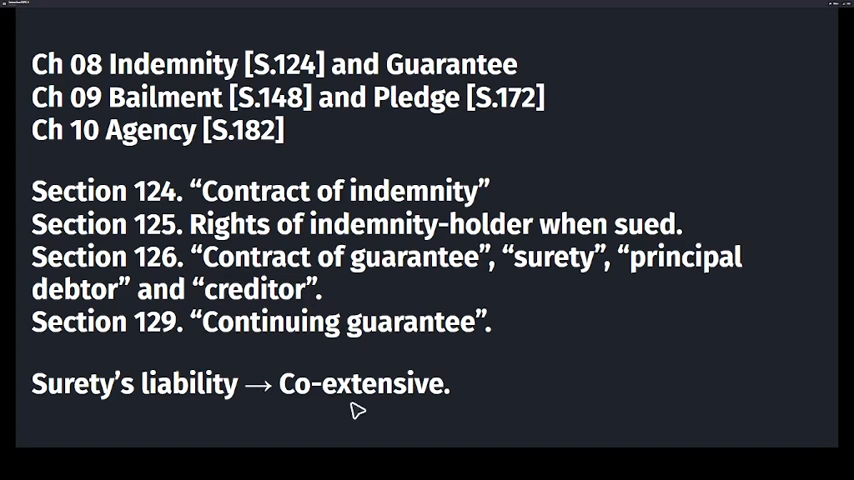 Ch 08 Indemnity [S.124] and Guarantee
Ch 09 Bailment [S.148] and Pledge [S.172]
Ch 10 Agency [S.182]
Section 124. “Contract of indemnity”
Section 125. Rights of indemnity-holder when sued.
Section 126. “Contract of guarantee”, “surety”, “principal
debtor” and “creditor”.
Section 129. “Continuing guarantee”.
Surety’s liability → Co-extensive.